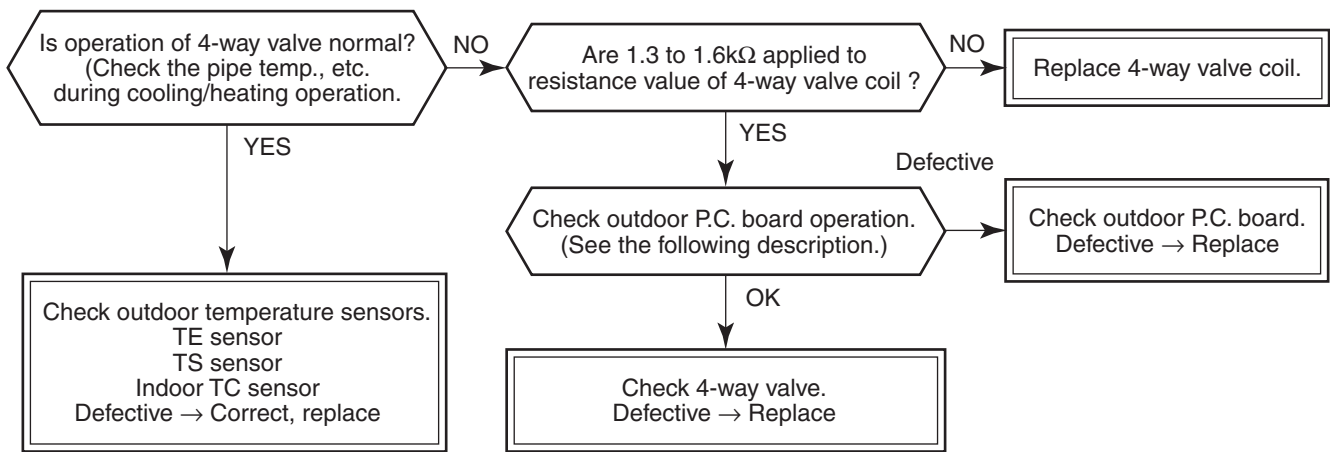 Is operation of 4-way valve normal?
(Check the pipe temp., etc.
during cooling/heating operation.
NO
Are 1.3 to 1.6kΩ applied to
resistance value of 4-way valve coil ?
NO
Replace 4-way valve coil.
YES
YES
Defective
Check outdoor P.C. board operation.
(See the following description.)
Check outdoor P.C. board.
Defective → Replace
OK
Check outdoor temperature sensors.
TE sensor
TS sensor
Indoor TC sensor
Defective → Correct, replace
Check 4-way valve.
Defective → Replace